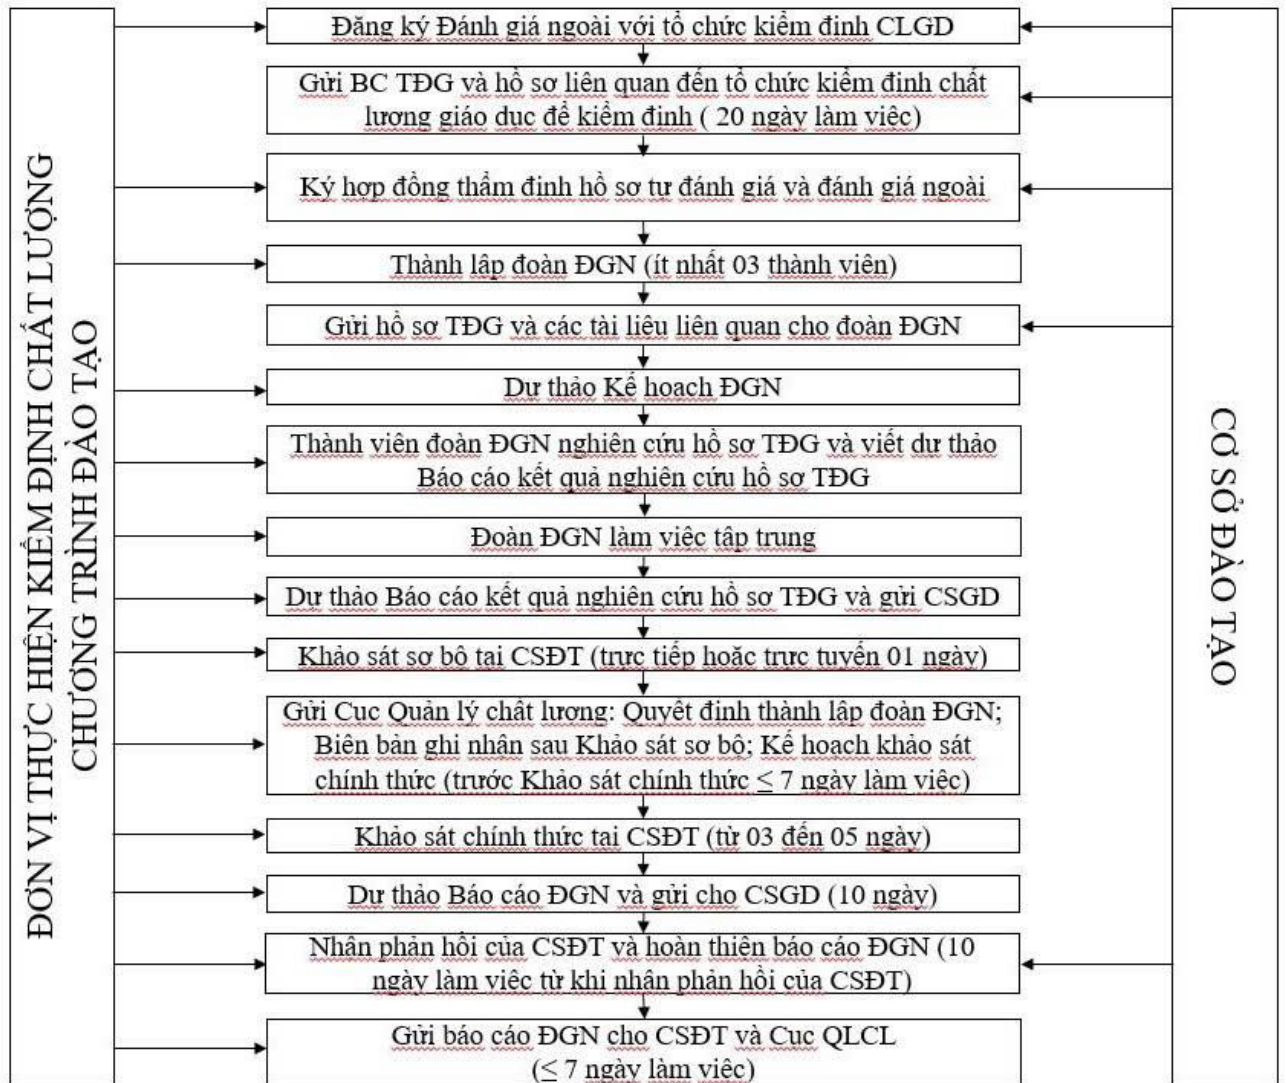 ĐƠN VỊ THỰC HIỆN KIỂM ĐỊNH CHẤT LƯỢNG
CHƯƠNG TRÌNH ĐÀO TẠO
Đăng ký Đánh giá ngoài với tổ chức kiểm định CLGD
Gửi BC TĐG và hồ sơ liên quan đến tổ chức kiểm định chất
lượng giáo dục để kiểm định ( 20 ngày làm việc)
Ký hợp đồng thẩm định hồ sơ tự đánh giá và đánh giá ngoài
Thành lập đoàn ĐGN (ít nhất 03 thành viên)
Gửi hồ sơ TĐG và các tài liệu liên quan cho đoàn ĐGN
Dự thảo Kế hoạch ĐGN
Thành viên đoàn ĐGN nghiên cứu hồ sơ TĐG và viết dự thảo
Báo cáo kết quả nghiên cứu hồ sơ TĐG
Đoàn ĐGN làm việc tập trung
Dự thảo Báo cáo kết quả nghiên cứu hồ sơ TĐG và gửi CSGD
Khảo sát sơ bộ tại CSĐT (trực tiếp hoặc trực tuyến 01 ngày)
Gửi Cục Quản lý chất lượng: Quyết định thành lập đoàn ĐGN;
Biên bản ghi nhận sau Khảo sát sơ bộ; Kế hoạch khảo sát
chính thức (trước Khảo sát chính thức ≤ 7 ngày làm việc)
Khảo sát chính thức tại CSĐT (từ 03 đến 05 ngày)
Dự thảo Báo cáo ĐGN và gửi cho CSGD (10 ngày)
Nhận phản hồi của CSĐT và hoàn thiện báo cáo ĐGN (10
ngày làm việc từ khi nhận phản hồi của CSĐT)
Gửi báo cáo ĐGN cho CSĐT và Cục QLCL
(≤ 7 ngày làm việc)
CƠ SỞ ĐÀO TẠO